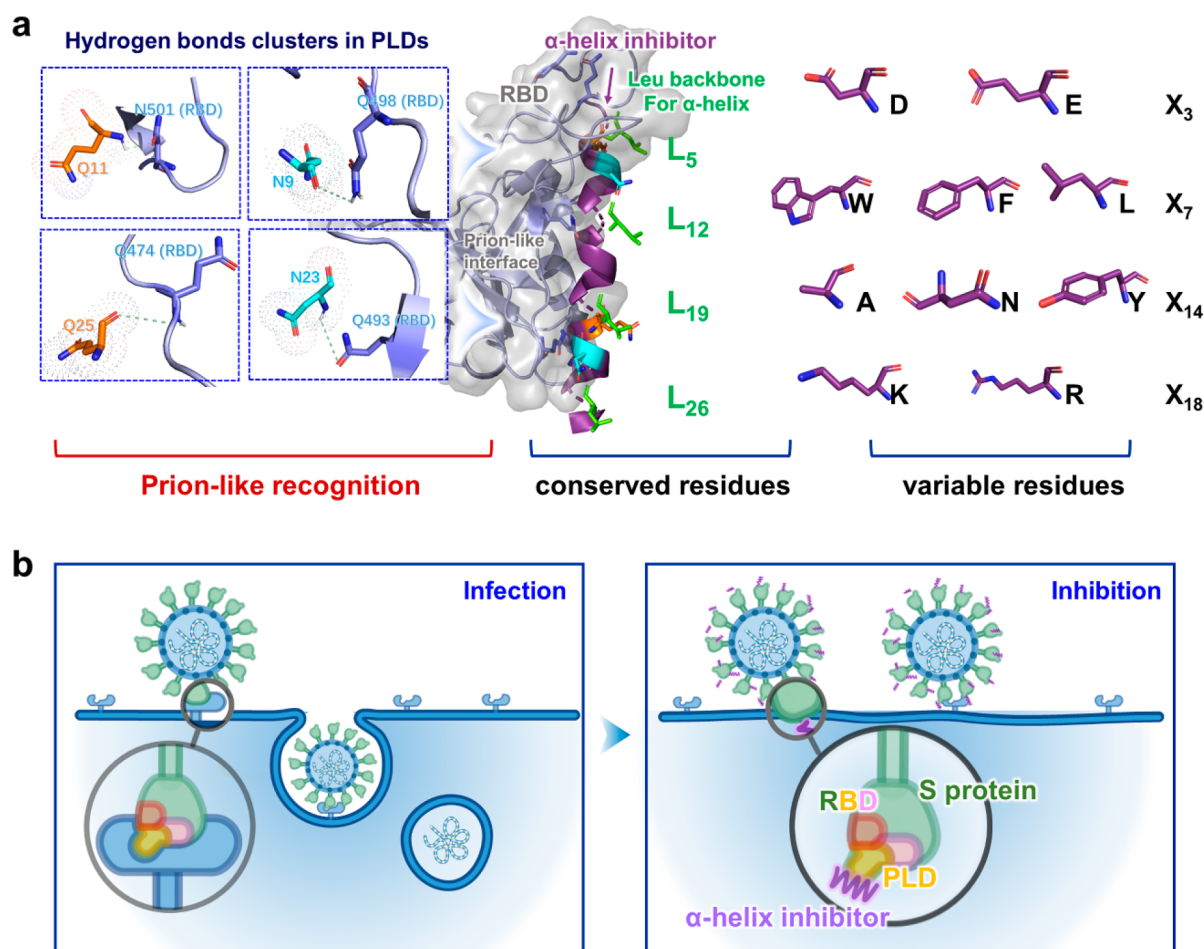 a
Hydrogen bonds clusters in PLDs
N501 (RBD)
Q11
Q498 (RBD)
N9
Q474 (RBD)
Q25
N23
Q493 (RBD)
α-helix inhibitor
RBD
Leu backbone
For α-helix
Prion-like
interface
L5
L12
L19
L26
D E X3
W F L X7
A N Y X14
K R X18
Prion-like recognition
conserved residues
variable residues
b
Infection
Inhibition
S protein
RBD
PLD
α-helix inhibitor